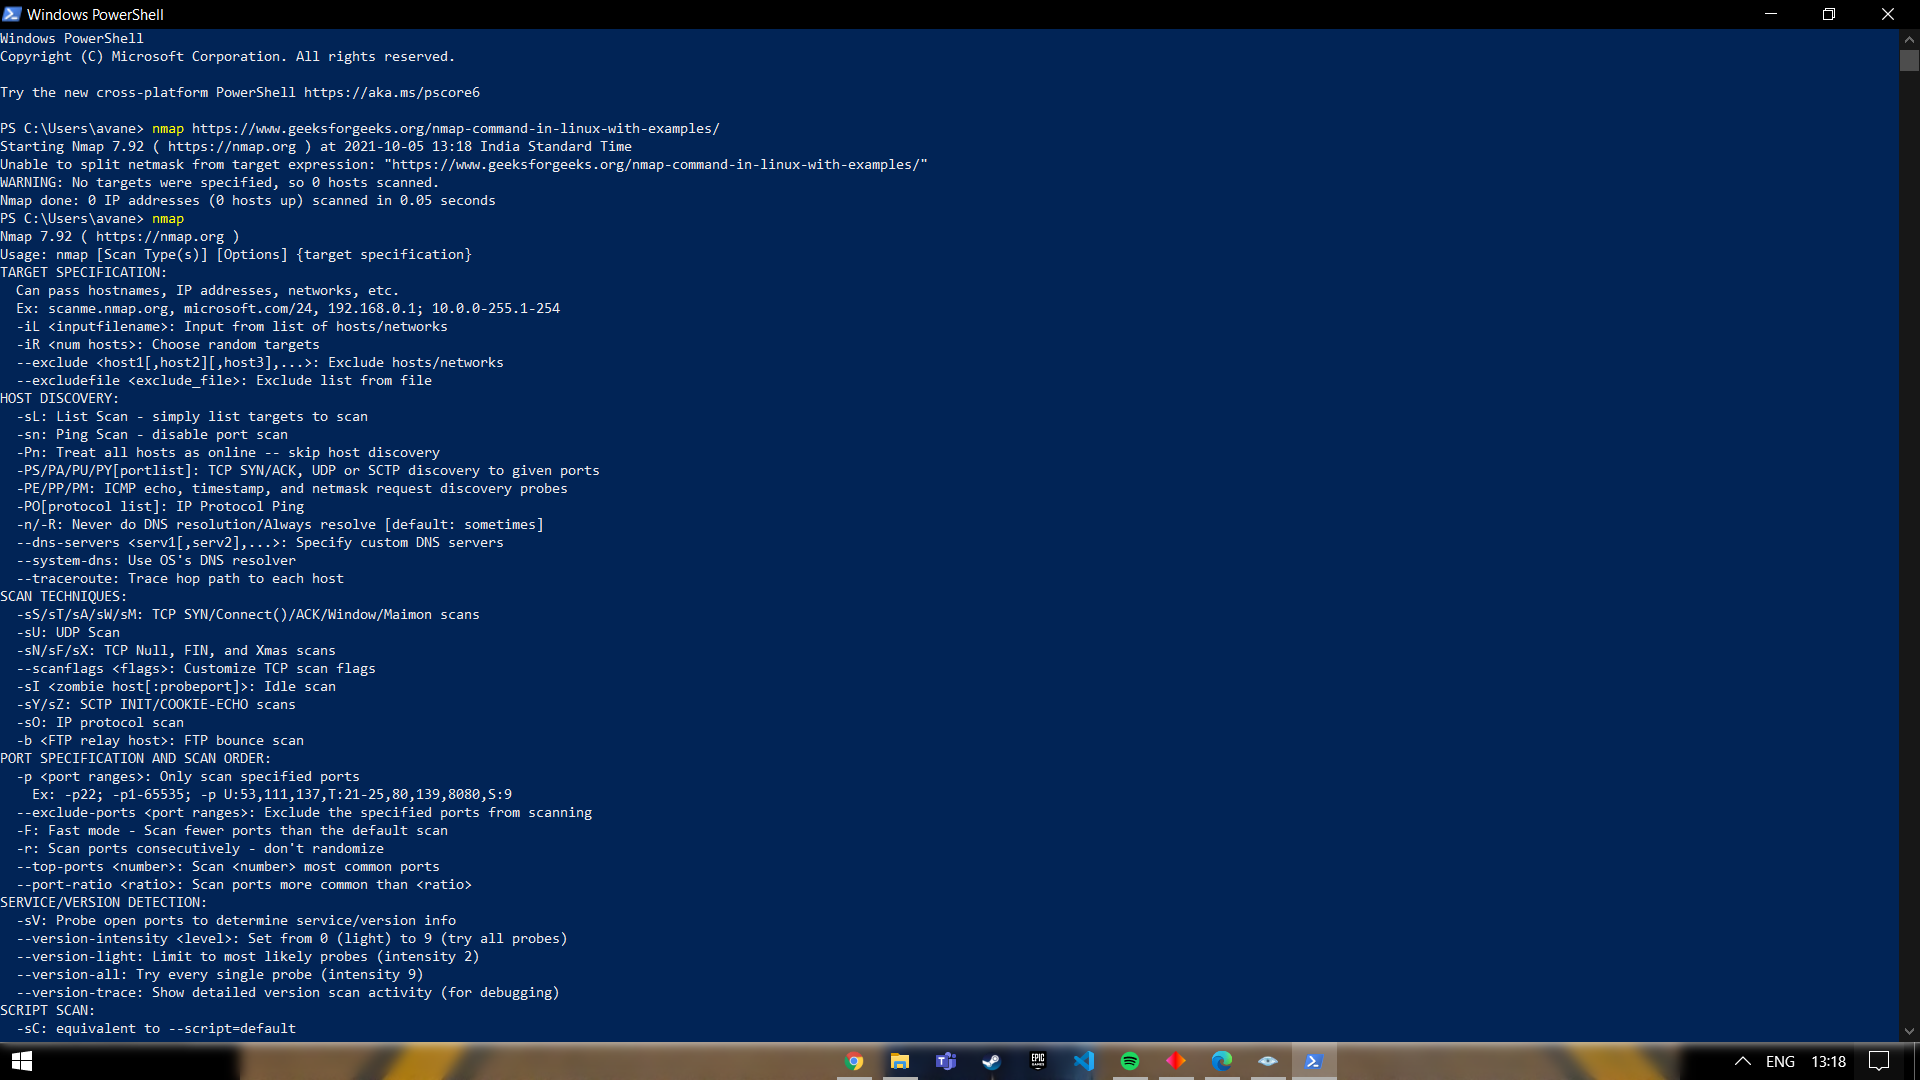 Windows PowerShell
Windows PowerShell
Copyright (C) Microsoft Corporation. All rights reserved.
Try the new cross-platform PowerShell https://aka.ms/pscore6
PS C:\Users\avane> nmap https://www.geeksforgeeks.org/nmap-command-in-linux-with-examples/
Starting Nmap 7.92 ( https://nmap.org ) at 2021-10-05 13:18 India Standard Time
Unable to split netmask from target expression: "https://www.geeksforgeeks.org/nmap-command-in-linux-with-examples/"
WARNING: No targets were specified, so 0 hosts scanned.
Nmap done: 0 IP addresses (0 hosts up) scanned in 0.05 seconds
PS C:\Users\avane> nmap
Nmap 7.92 ( https://nmap.org )
Usage: nmap [Scan Type(s)] [Options] {target specification}
TARGET SPECIFICATION:
  Can pass hostnames, IP addresses, networks, etc.
  Ex: scanme.nmap.org, microsoft.com/24, 192.168.0.1; 10.0.0-255.1-254
  -iL <inputfilename>: Input from list of hosts/networks
  -iR <num hosts>: Choose random targets
  --exclude <host1[,host2][,host3],...>: Exclude hosts/networks
  --excludefile <exclude_file>: Exclude list from file
HOST DISCOVERY:
  -sL: List Scan - simply list targets to scan
  -sn: Ping Scan - disable port scan
  -Pn: Treat all hosts as online -- skip host discovery
  -PS/PA/PU/PY[portlist]: TCP SYN/ACK, UDP or SCTP discovery to given ports
  -PE/PP/PM: ICMP echo, timestamp, and netmask request discovery probes
  -PO[protocol list]: IP Protocol Ping
  -n/-R: Never do DNS resolution/Always resolve [default: sometimes]
  --dns-servers <serv1[,serv2],...>: Specify custom DNS servers
  --system-dns: Use OS's DNS resolver
  --traceroute: Trace hop path to each host
SCAN TECHNIQUES:
  -sS/sT/sA/sW/sM: TCP SYN/Connect()/ACK/Window/Maimon scans
  -sU: UDP Scan
  -sN/sF/sX: TCP Null, FIN, and Xmas scans
  --scanflags <flags>: Customize TCP scan flags
  -sI <zombie host[:probeport]>: Idle scan
  -sY/sZ: SCTP INIT/COOKIE-ECHO scans
  -sO: IP protocol scan
  -b <FTP relay host>: FTP bounce scan
PORT SPECIFICATION AND SCAN ORDER:
  -p <port ranges>: Only scan specified ports
    Ex: -p22; -p1-65535; -p U:53,111,137,T:21-25,80,139,8080,S:9
  --exclude-ports <port ranges>: Exclude the specified ports from scanning
  -F: Fast mode - Scan fewer ports than the default scan
  -r: Scan ports consecutively - don't randomize
  --top-ports <number>: Scan <number> most common ports
  --port-ratio <ratio>: Scan ports more common than <ratio>
SERVICE/VERSION DETECTION:
  -sV: Probe open ports to determine service/version info
  --version-intensity <level>: Set from 0 (light) to 9 (try all probes)
  --version-light: Limit to most likely probes (intensity 2)
  --version-all: Try every single probe (intensity 9)
  --version-trace: Show detailed version scan activity (for debugging)
SCRIPT SCAN:
  -sC: equivalent to --script=default
EPIC GAMES
ENG 13:18